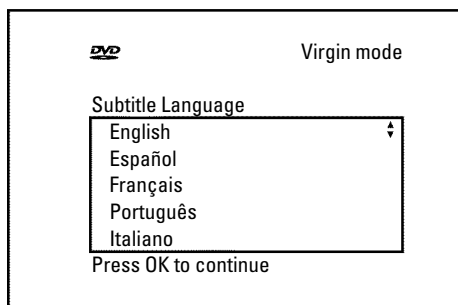 DVD Virgin mode
Subtitle Language
English
Español
Français
Português
Italiano
Press OK to continue